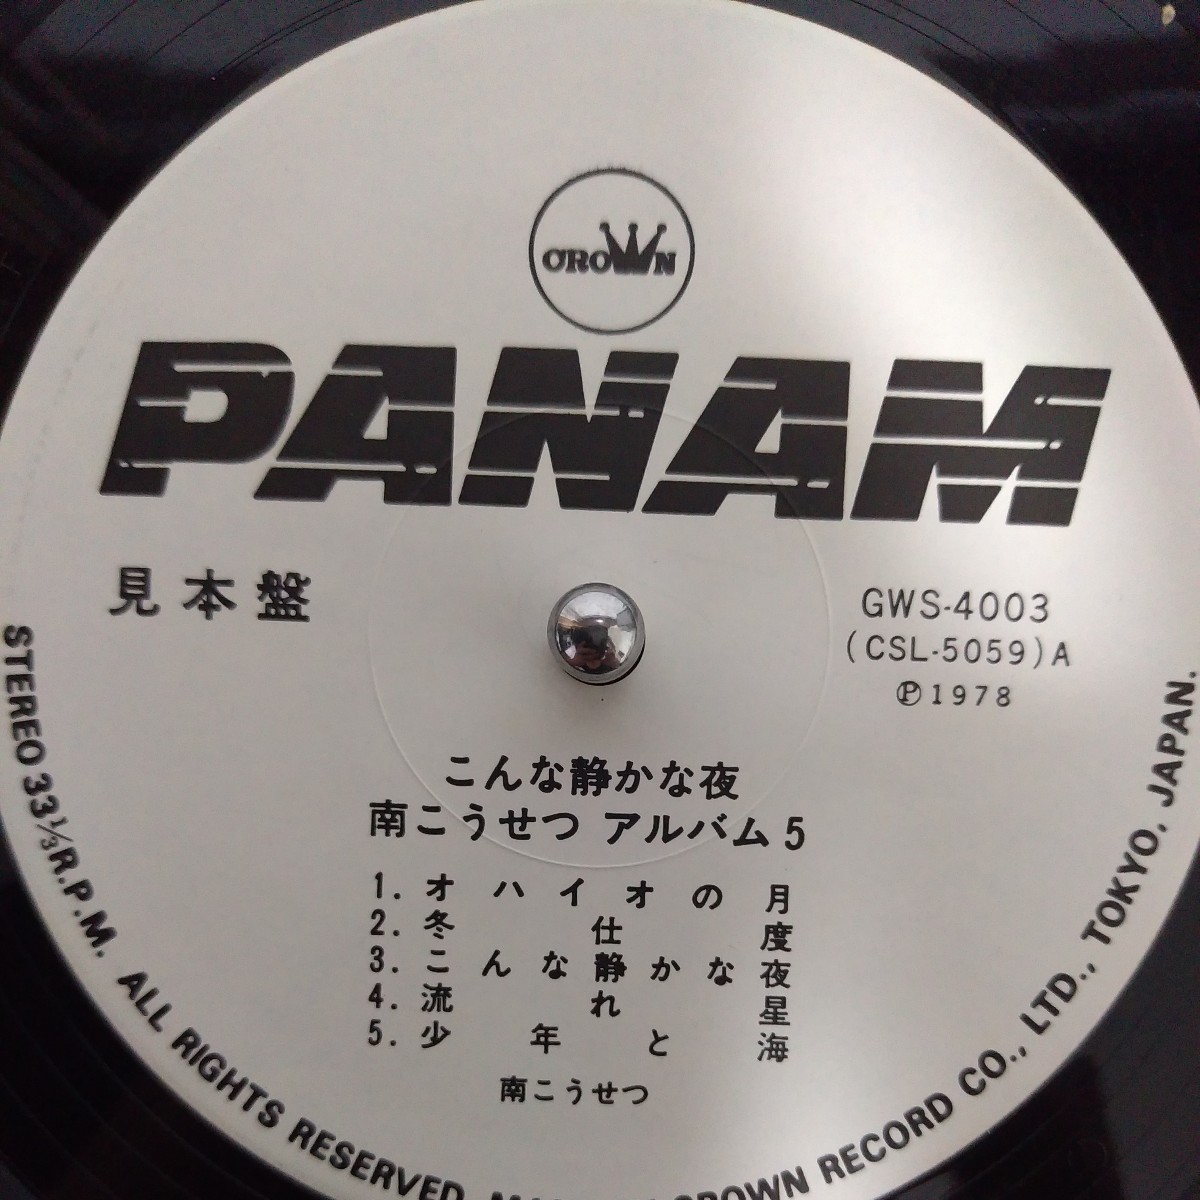 CROWN
PANAM
見本盤
GWS-4003
(CSL-5059)A
Ⓟ1978
こんな静かな夜
南こうせつ アルバム5
1. オハイオの月
2. 冬仕度
3. こんな静かな夜
4. 流れ星
5. 少年と海
南こうせつ
STEREO 33⅓R.P.M. ALL RIGHTS RESERVED. CROWN RECORD CO., LTD., TOKYO, JAPAN.